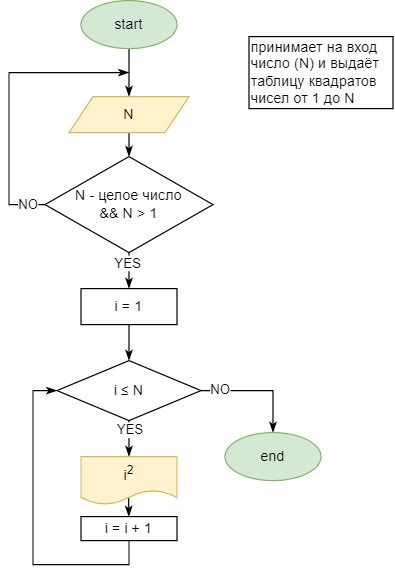 start
принимает на вход
число (N) и выдаёт
таблицу квадратов
чисел от 1 до N
N
N - целое число
&& N > 1
NO
YES
i = 1
i ≤ N
NO
YES
end
i²
i = i + 1